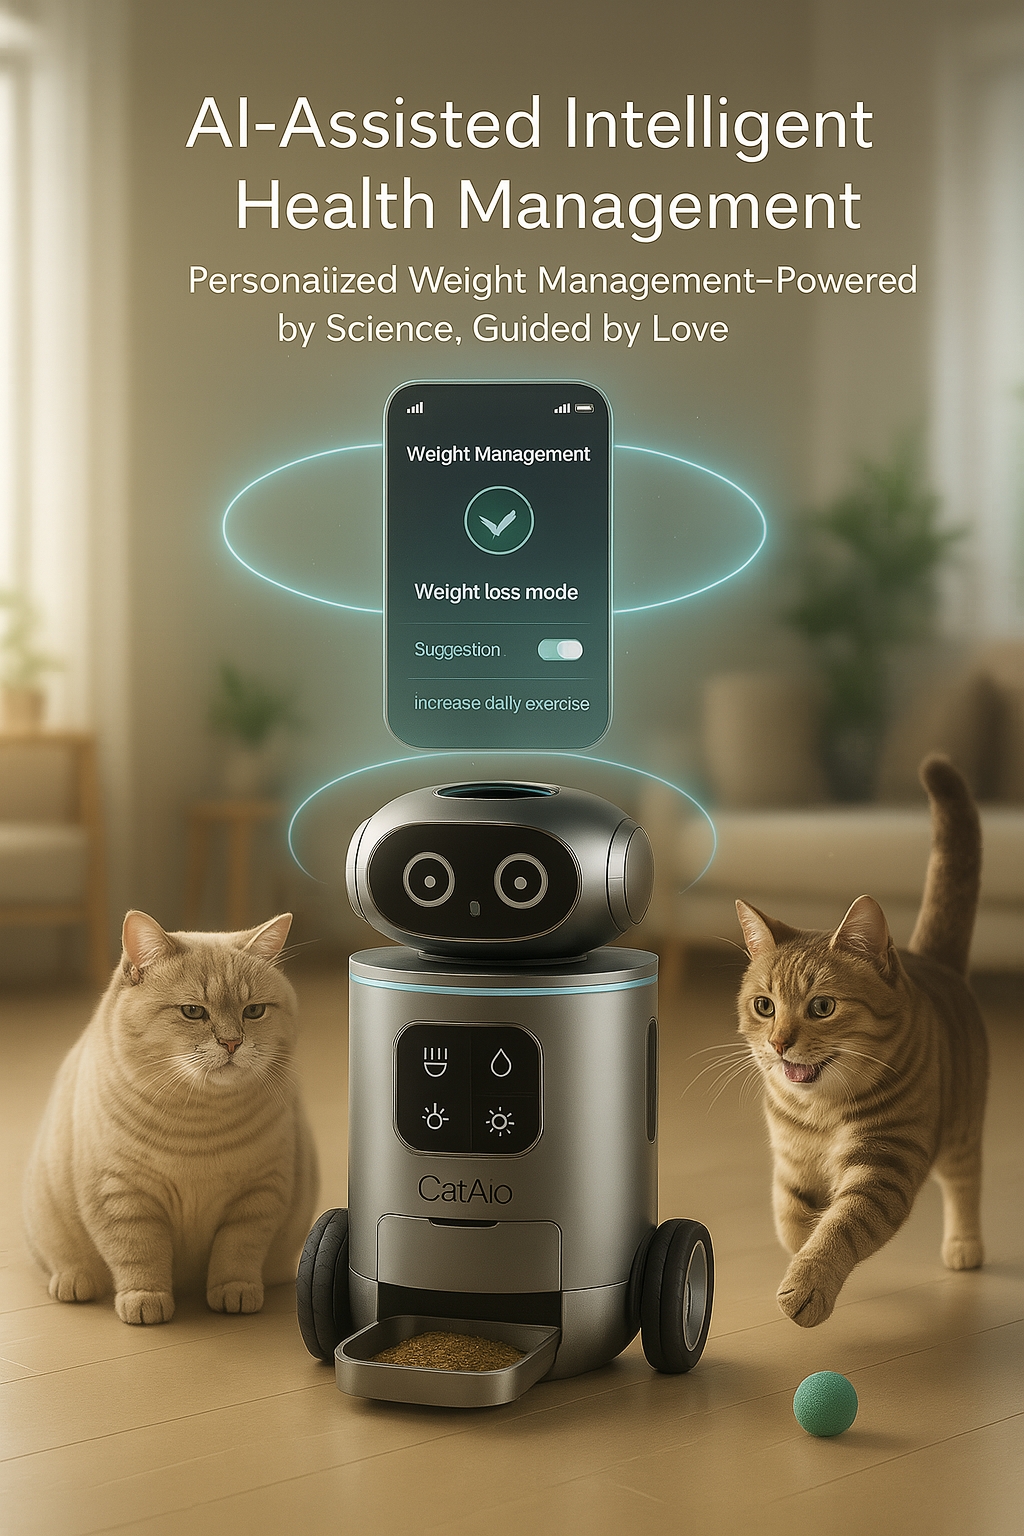 AI-Assisted Intelligent
Health Management
Personaiized Weight Management–Powered
by Science, Guided by Love
Weight Management
Weight loss mode
Suggestion
increase dally exercise
CatAio